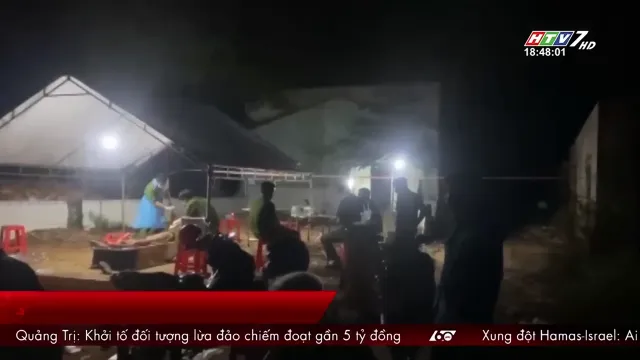 HTV7 HD
18:48:01
Quảng Trị: Khởi tố đối tượng lừa đảo chiếm đoạt gần 5 tỷ đồng 60 Xung đột Hamas-Israel: Ai